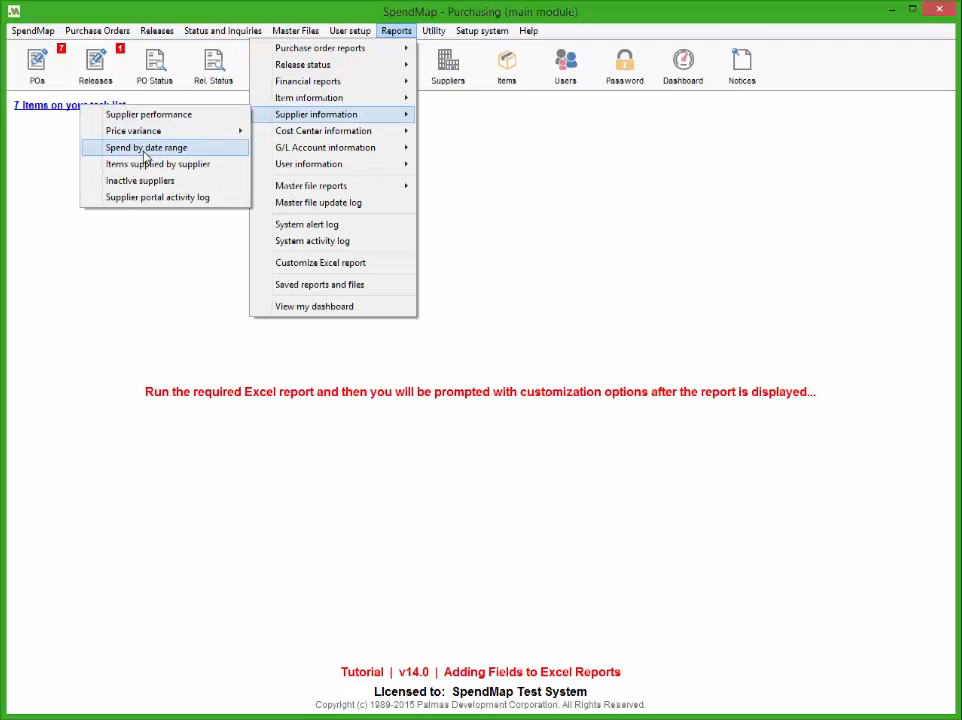 SpendMap - Purchasing (main module)
SpendMap Purchase Orders Releases Status and inquiries Master Files User setup Reports Utility Setup system Help
7 1
POs Releases PO Status Rel. Status Suppliers Items Users Password Dashboard Notices
7 Items on your task list
Purchase order reports
Release status
Financial reports
Item information
Supplier information
Cost Center information
G/L Account information
User information
Master file reports
Master file update log
System alert log
System activity log
Customize Excel report
Saved reports and files
View my dashboard
Supplier performance
Price variance
Spend by date range
Items supplied by supplier
Inactive suppliers
Supplier portal activity log
Run the required Excel report and then you will be prompted with customization options after the report is displayed...
Tutorial | v14.0 | Adding Fields to Excel Reports
Licensed to: SpendMap Test System
Copyright (c) 1989-2015 Palmas Development Corporation. All Rights Reserved.